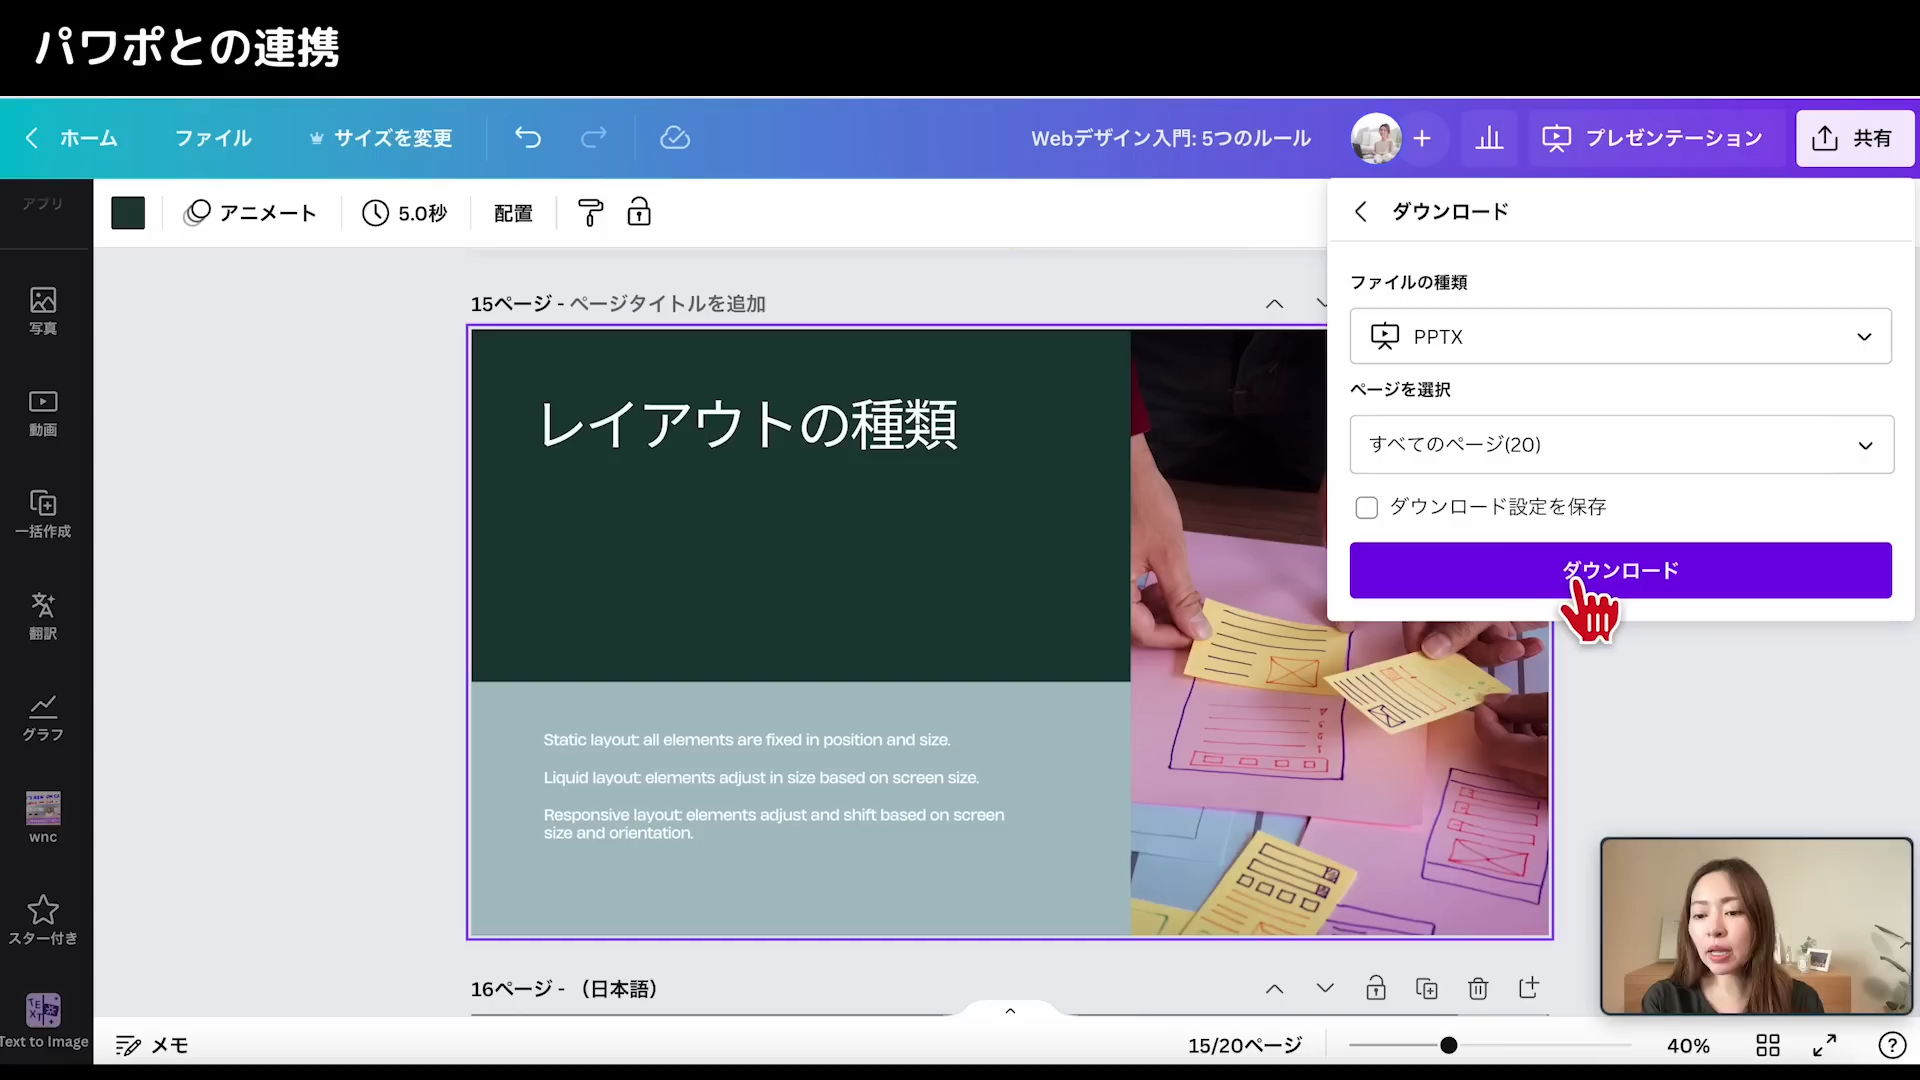 パワポとの連携
ホーム
ファイル
サイズを変更
Webデザイン入門: 5つのルール
プレゼンテーション
共有
アプリ
アニメート
5.0秒
配置
ダウンロード
ファイルの種類
PPTX
ページを選択
すべてのページ(20)
ダウンロード設定を保存
ダウンロード
写真
動画
一括作成
翻訳
グラフ
wnc
スター付き
TEXT
Text to Image
15ページ - ページタイトルを追加
レイアウトの種類
Static layout: all elements are fixed in position and size.
Liquid layout: elements adjust in size based on screen size.
Responsive layout: elements adjust and shift based on screen
size and orientation.
16ページ - （日本語）
メモ
15/20ページ
40%